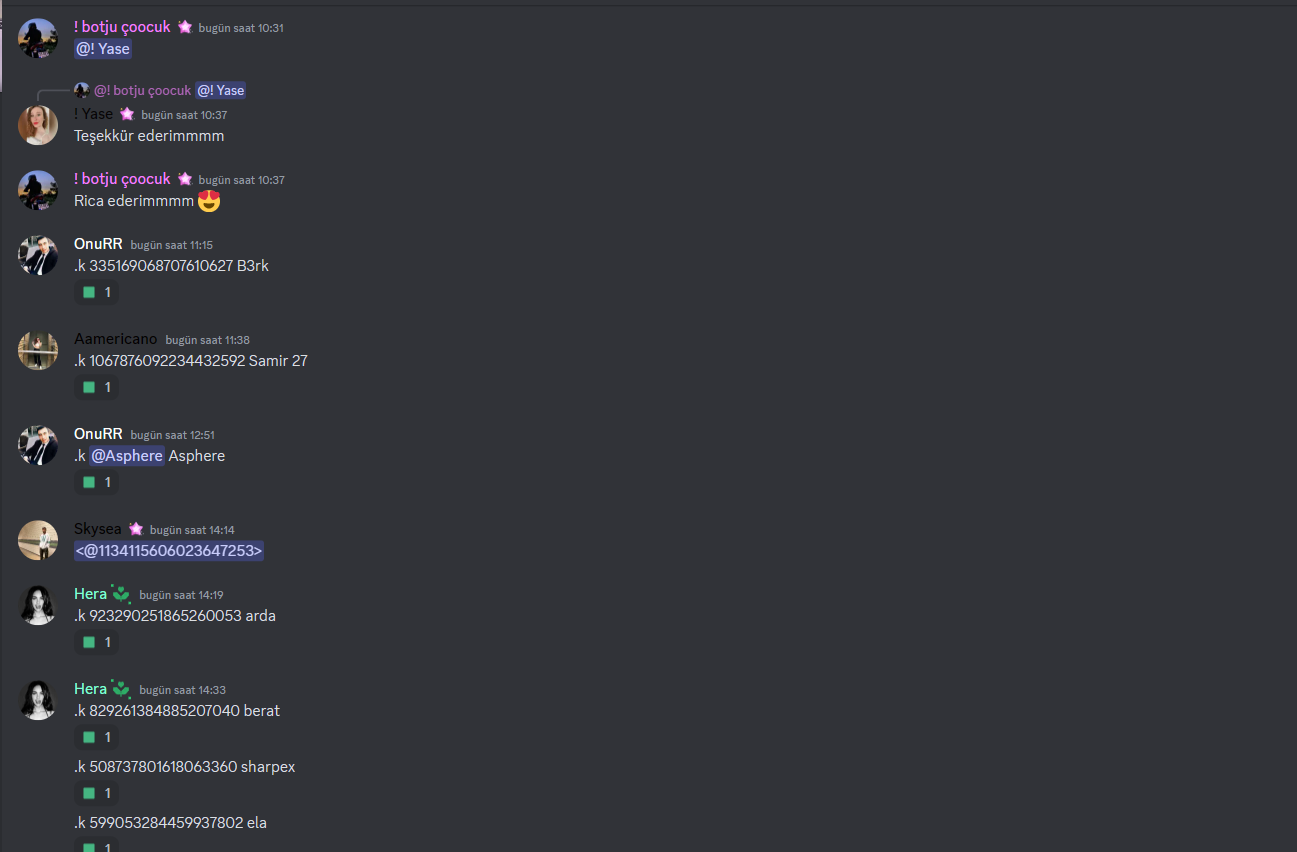 ! botju çoocuk bugün saat 10:31
@! Yase
@! botju çoocuk @! Yase
! Yase bugün saat 10:37
Teşekkür ederimmmm
! botju çoocuk bugün saat 10:37
Rica ederimmmm 😍
OnuRR bugün saat 11:15
.k 335169068707610627 B3rk
1
Aamericano bugün saat 11:38
.k 1067876092234432592 Samir 27
1
OnuRR bugün saat 12:51
.k @Asphere Asphere
1
Skysea bugün saat 14:14
<@1134115606023647253>
Hera bugün saat 14:19
.k 923290251865260053 arda
1
Hera bugün saat 14:33
.k 829261384885207040 berat
1
.k 508737801618063360 sharpex
1
.k 599053284459937802 ela
1